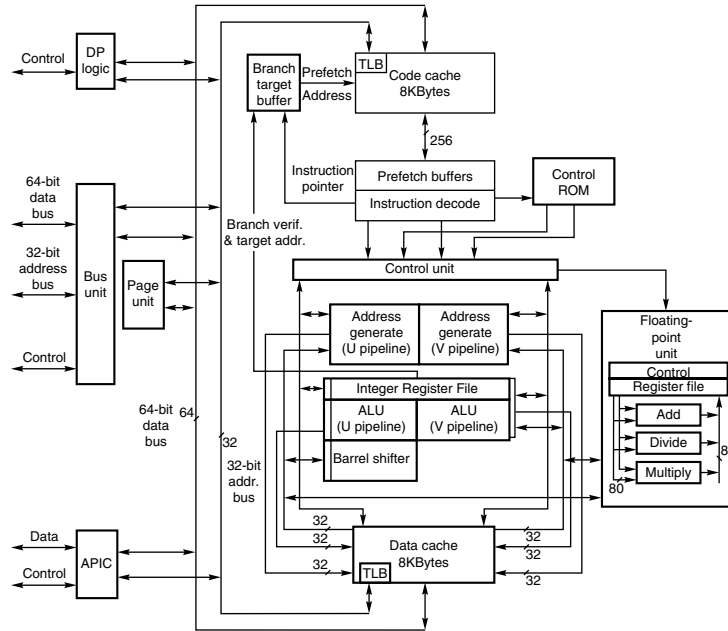 Control
DP
logic
Branch
target
buffer
Prefetch
Address
TLB
Code cache
8KBytes
256
Instruction
pointer
Prefetch buffers
Instruction decode
Control
ROM
64-bit
data
bus
32-bit
address
bus
Control
Bus
unit
Page
unit
Branch verif.
& target addr.
Control unit
Address
generate
(U pipeline)
Address
generate
(V pipeline)
Floating-
point
unit
Control
Register file
Add
Divide
Multiply
80
8
Integer Register File
ALU
(U pipeline)
ALU
(V pipeline)
Barrel shifter
64-bit
data
bus
64
32
32-bit
addr.
bus
32
32
32
32
32
32
Data cache
8KBytes
TLB
Data
Control
APIC